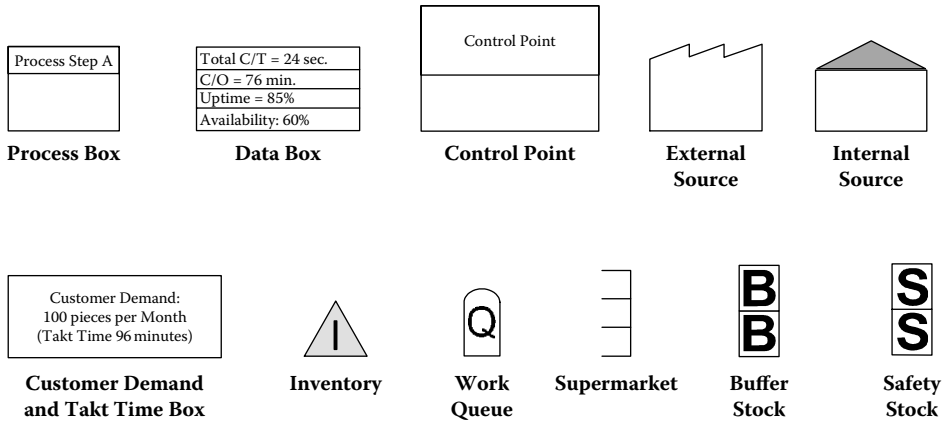 Process Step A
Total C/T = 24 sec.
C/O = 76 min.
Uptime = 85%
Availability: 60%
Control Point
Process Box
Data Box
Control Point
External
Source
Internal
Source
Customer Demand:
100 pieces per Month
(Takt Time 96 minutes)
I
Q
B
B
S
S
Customer Demand
and Takt Time Box
Inventory
Work
Queue
Supermarket
Buffer
Stock
Safety
Stock